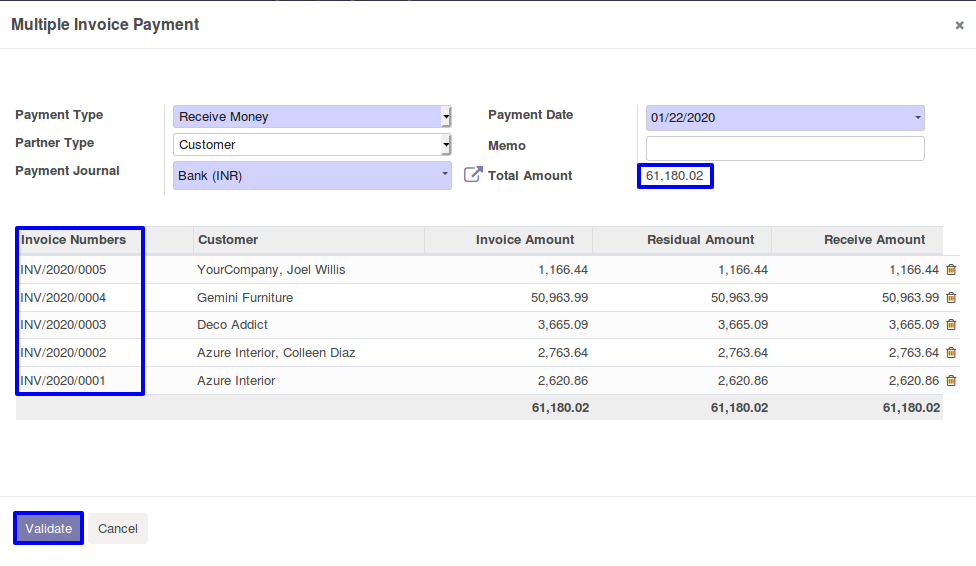 Multiple Invoice Payment ×
Payment Type Receive Money Payment Date 01/22/2020
Partner Type Customer Memo
Payment Journal Bank (INR) Total Amount 61,180.02
Invoice Numbers Customer Invoice Amount Residual Amount Receive Amount
INV/2020/0005 YourCompany, Joel Willis 1,166.44 1,166.44 1,166.44
INV/2020/0004 Gemini Furniture 50,963.99 50,963.99 50,963.99
INV/2020/0003 Deco Addict 3,665.09 3,665.09 3,665.09
INV/2020/0002 Azure Interior, Colleen Diaz 2,763.64 2,763.64 2,763.64
INV/2020/0001 Azure Interior 2,620.86 2,620.86 2,620.86
61,180.02 61,180.02 61,180.02
Validate Cancel